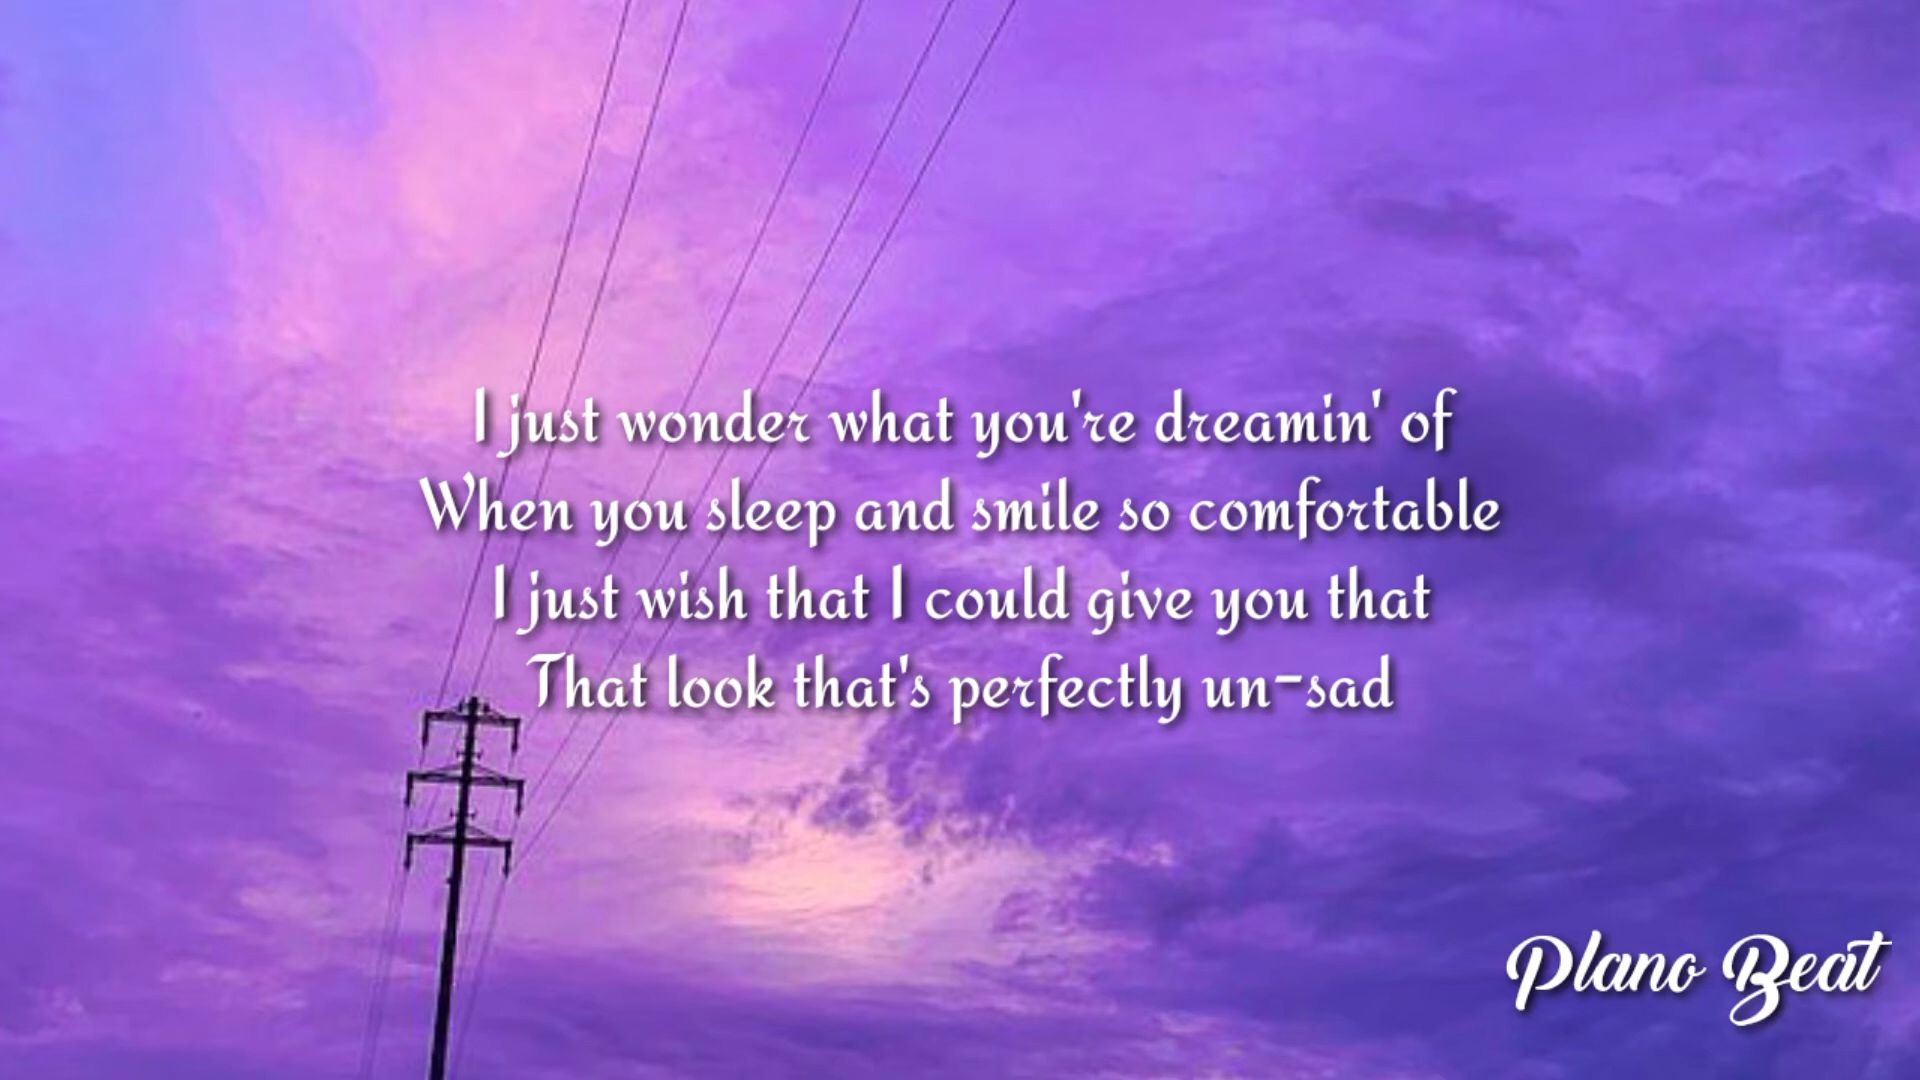 I just wonder what you're dreamin' of
When you sleep and smile so comfortable
I just wish that I could give you that
That look that's perfectly un-sad
Plano Beat